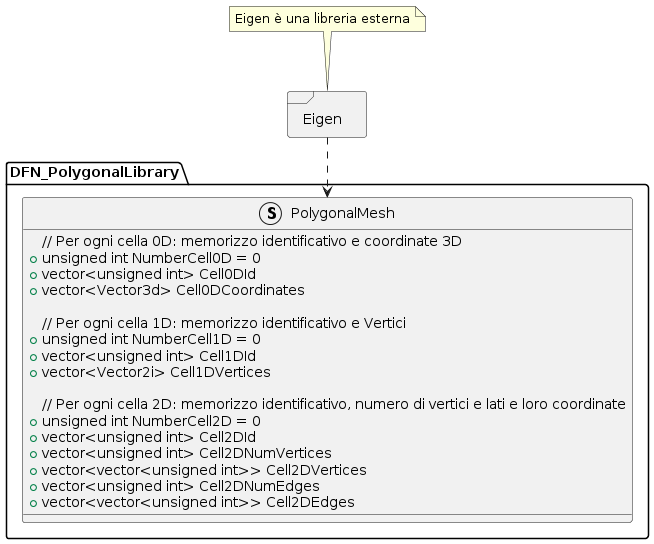 Eigen è una libreria esterna
Eigen
DFN_PolygonalLibrary
S PolygonalMesh
// Per ogni cella 0D: memorizzo identificativo e coordinate 3D
unsigned int NumberCell0D = 0
vector<unsigned int> Cell0DId
vector<Vector3d> Cell0DCoordinates
// Per ogni cella 1D: memorizzo identificativo e Vertici
unsigned int NumberCell1D = 0
vector<unsigned int> Cell1DId
vector<Vector2i> Cell1DVertices
// Per ogni cella 2D: memorizzo identificativo, numero di vertici e lati e loro coordinate
unsigned int NumberCell2D = 0
vector<unsigned int> Cell2DId
vector<unsigned int> Cell2DNumVertices
vector<vector<unsigned int>> Cell2DVertices
vector<unsigned int> Cell2DNumEdges
vector<vector<unsigned int>> Cell2DEdges